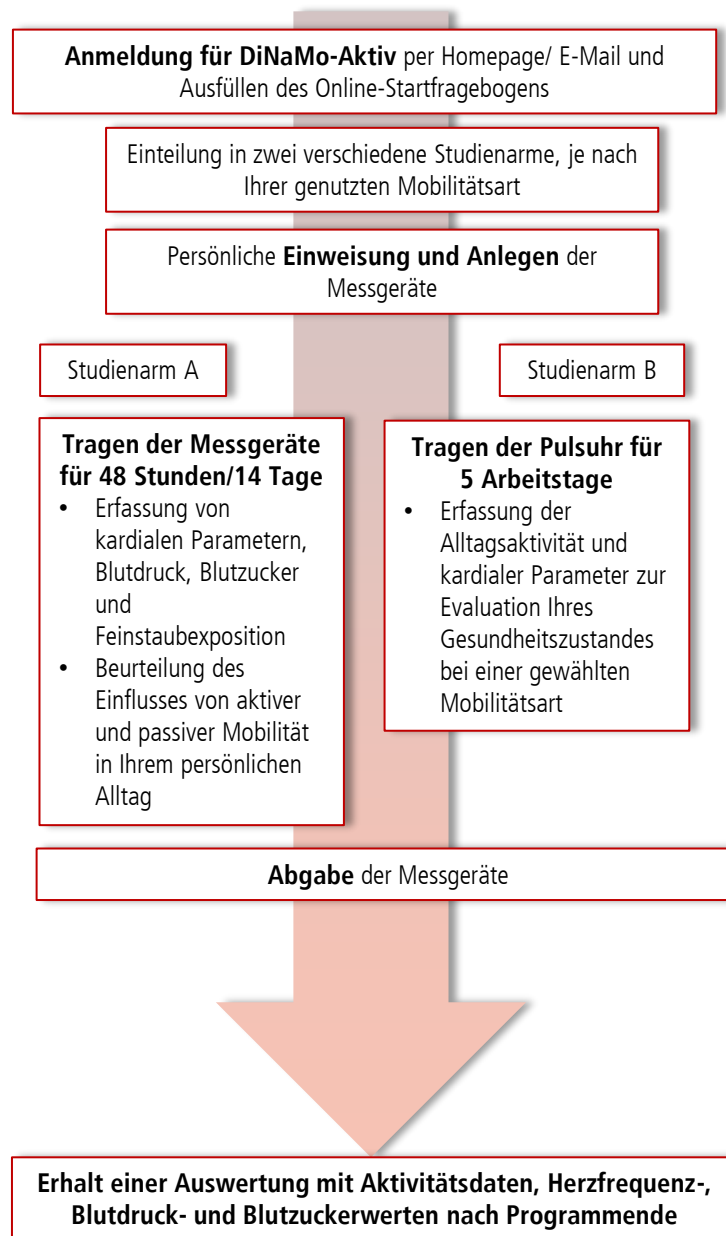 Anmeldung für DiNaMo-Aktiv per Homepage/ E-Mail und
Ausfüllen des Online-Startfragebogens
Einteilung in zwei verschiedene Studienarme, je nach
Ihrer genutzten Mobilitätsart
Persönliche Einweisung und Anlegen der
Messgeräte
Studienarm A
Tragen der Messgeräte
für 48 Stunden/14 Tage
• Erfassung von
kardialen Parametern,
Blutdruck, Blutzucker
und
Feinstaubexposition
• Beurteilung des
Einflusses von aktiver
und passiver Mobilität
in Ihrem persönlichen
Alltag
Studienarm B
Tragen der Pulsuhr für
5 Arbeitstage
• Erfassung der
Alltagsaktivität und
kardialer Parameter zur
Evaluation Ihres
Gesundheitszustandes
bei einer gewählten
Mobilitätsart
Abgabe der Messgeräte
Erhalt einer Auswertung mit Aktivitätsdaten, Herzfrequenz-,
Blutdruck- und Blutzuckerwerten nach Programmende